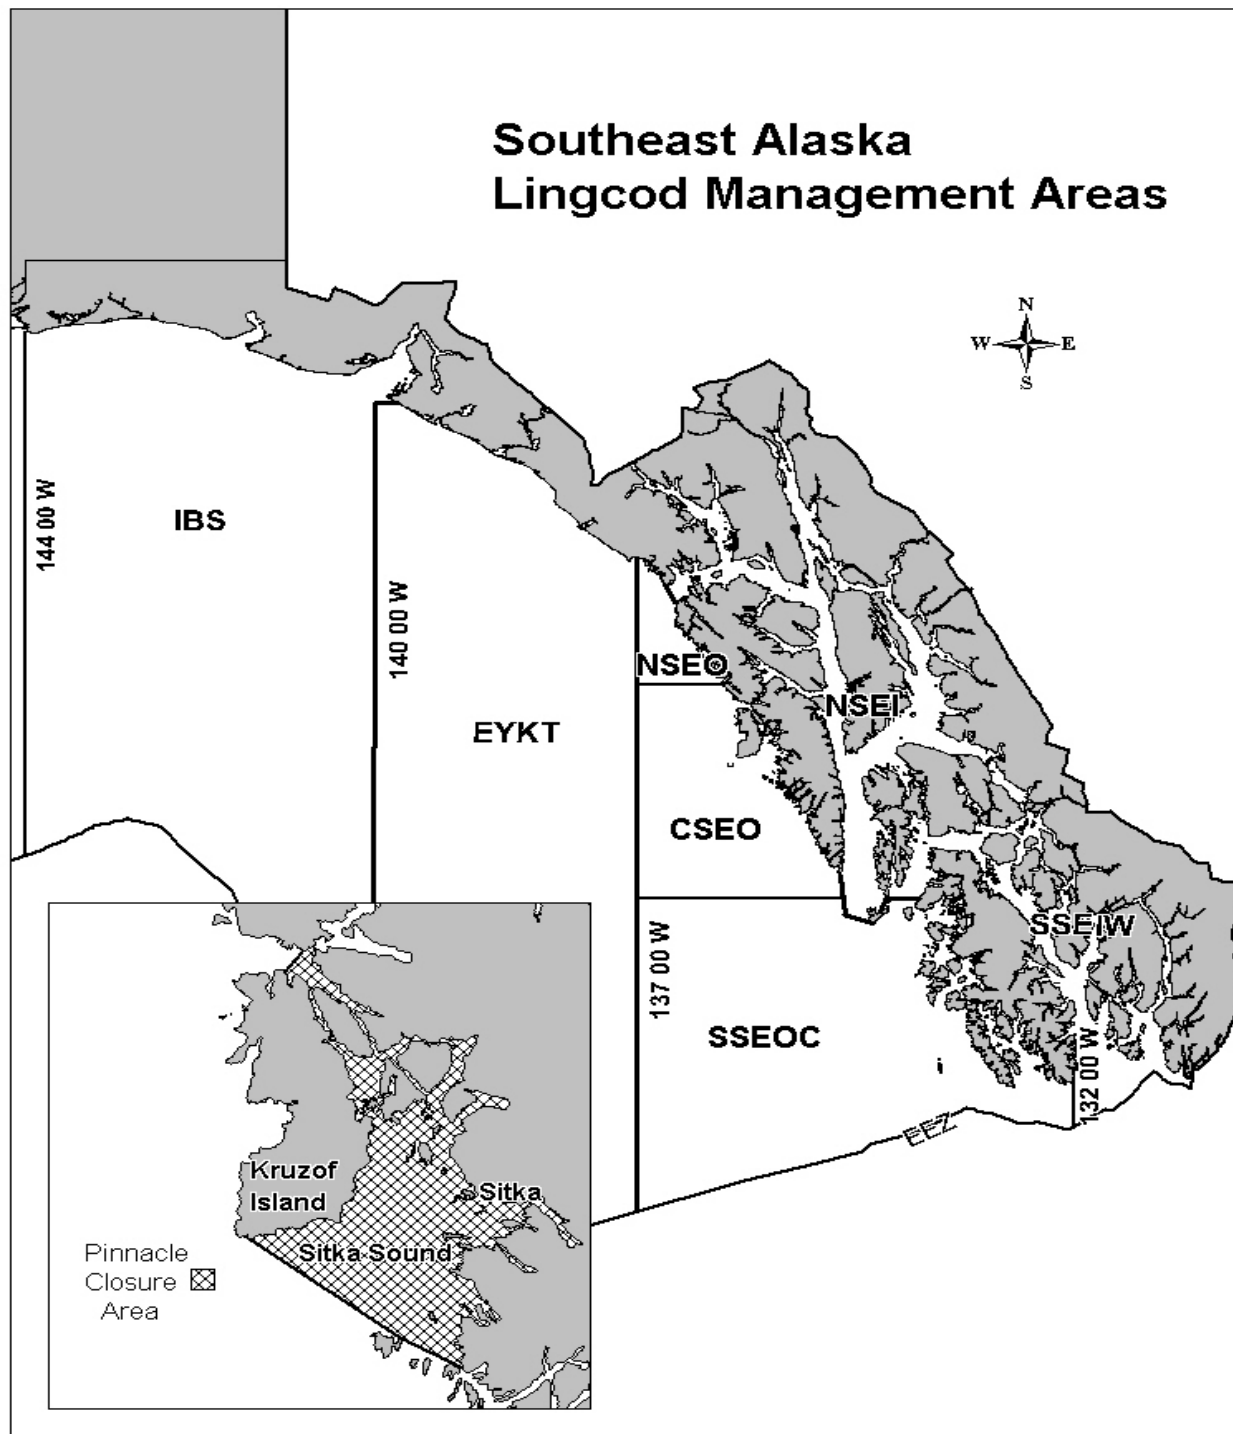 Southeast Alaska
Lingcod Management Areas
N
W E
S
144 00 W
IBS
140 00 W
EYKT
NSEO
NSEI
CSEO
137 00 W
SSEOC
SSEIW
132 00 W
EEZ
Kruzof
Island
Sitka
Sitka Sound
Pinnacle
Closure
Area